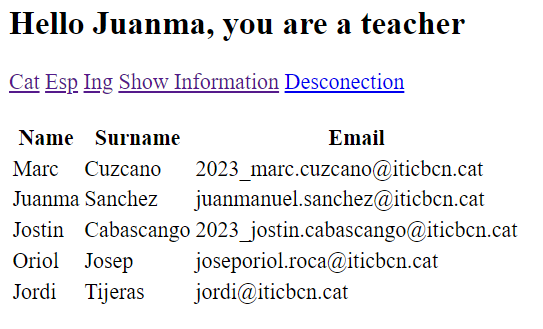 Hello Juanma, you are a teacher
Cat Esp Ing Show Information Desconection
Name Surname Email
Marc Cuzcano 2023_marc.cuzcano@iticbcn.cat
Juanma Sanchez juanmanuel.sanchez@iticbcn.cat
Jostin Cabascango 2023_jostin.cabascango@iticbcn.cat
Oriol Josep joseporiol.roca@iticbcn.cat
Jordi Tijeras jordi@iticbcn.cat